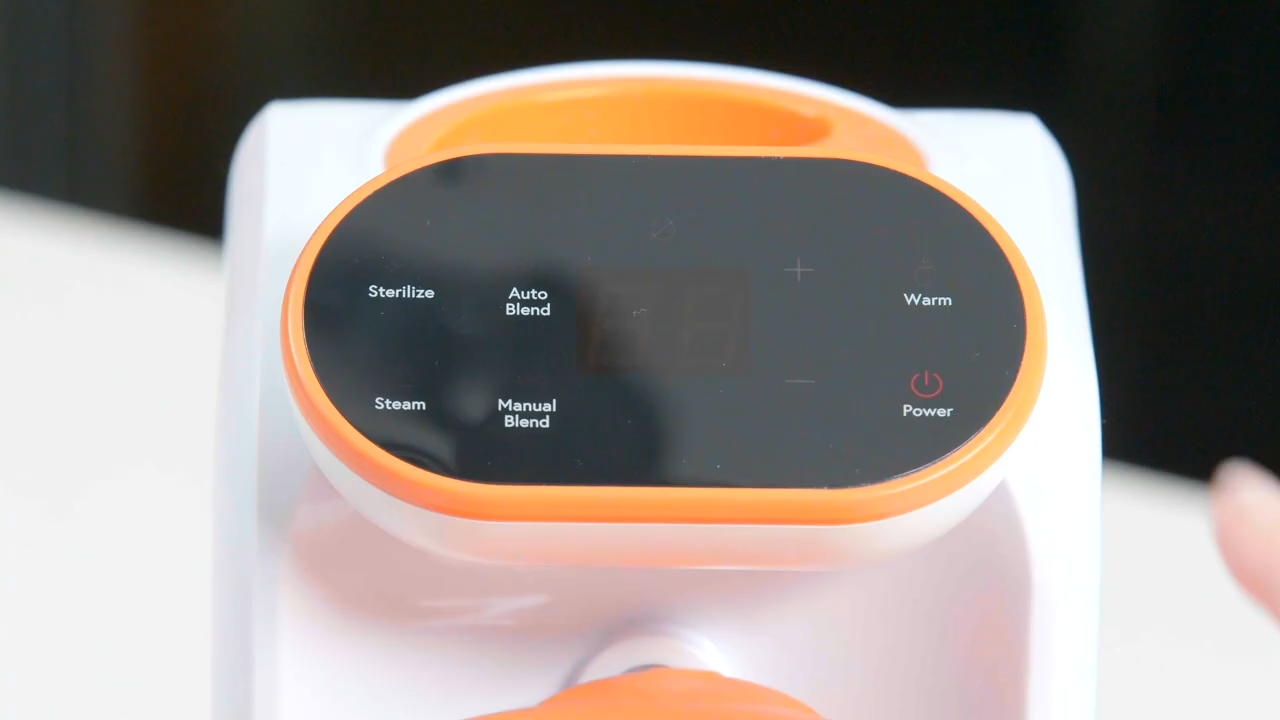 Sterilize
Auto
Blend
+
Warm
Steam
Manual
Blend
−
Power